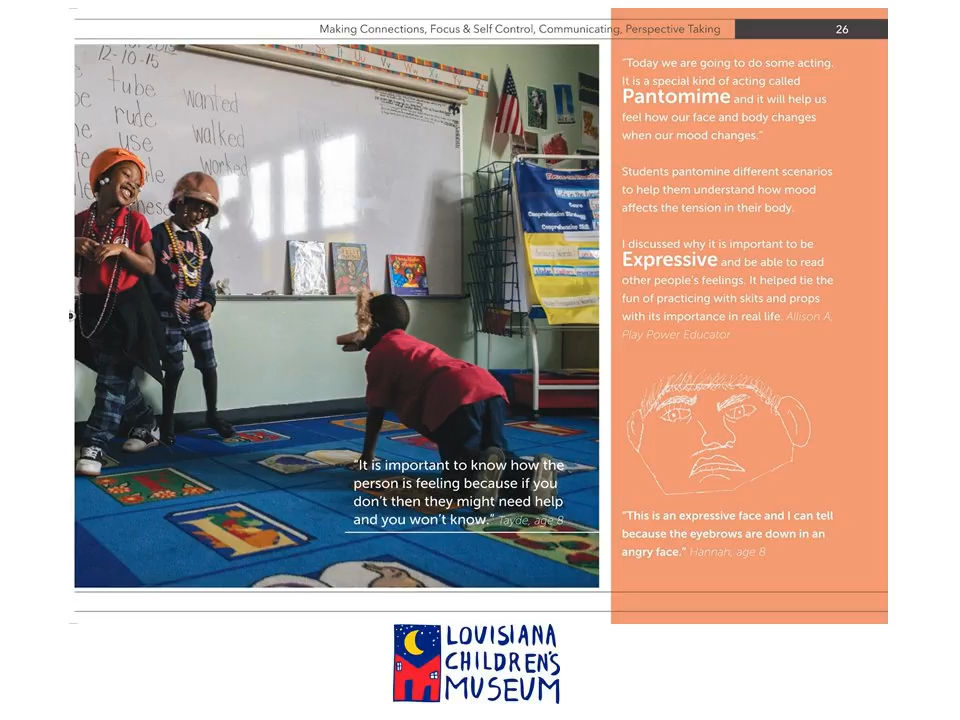 Making Connections, Focus & Self Control, Communicating, Perspective Taking
26
12-10-15
tube
rude
use
wanted
walked
worked
"It is important to know how the
person is feeling because if you
don't then they might need help
and you won't know." Tayde, age 8
"Today we are going to do some acting.
It is a special kind of acting called
Pantomime and it will help us
feel how our face and body changes
when our mood changes."
Students pantomine different scenarios
to help them understand how mood
affects the tension in their body.
I discussed why it is important to be
Expressive and be able to read
other people's feelings. It helped tie the
fun of practicing with skits and props
with its importance in real life. Allison A,
Play Power Educator
"This is an expressive face and I can tell
because the eyebrows are down in an
angry face." Hannah, age 8
LOUISIANA
CHILDREN'S
MUSEUM